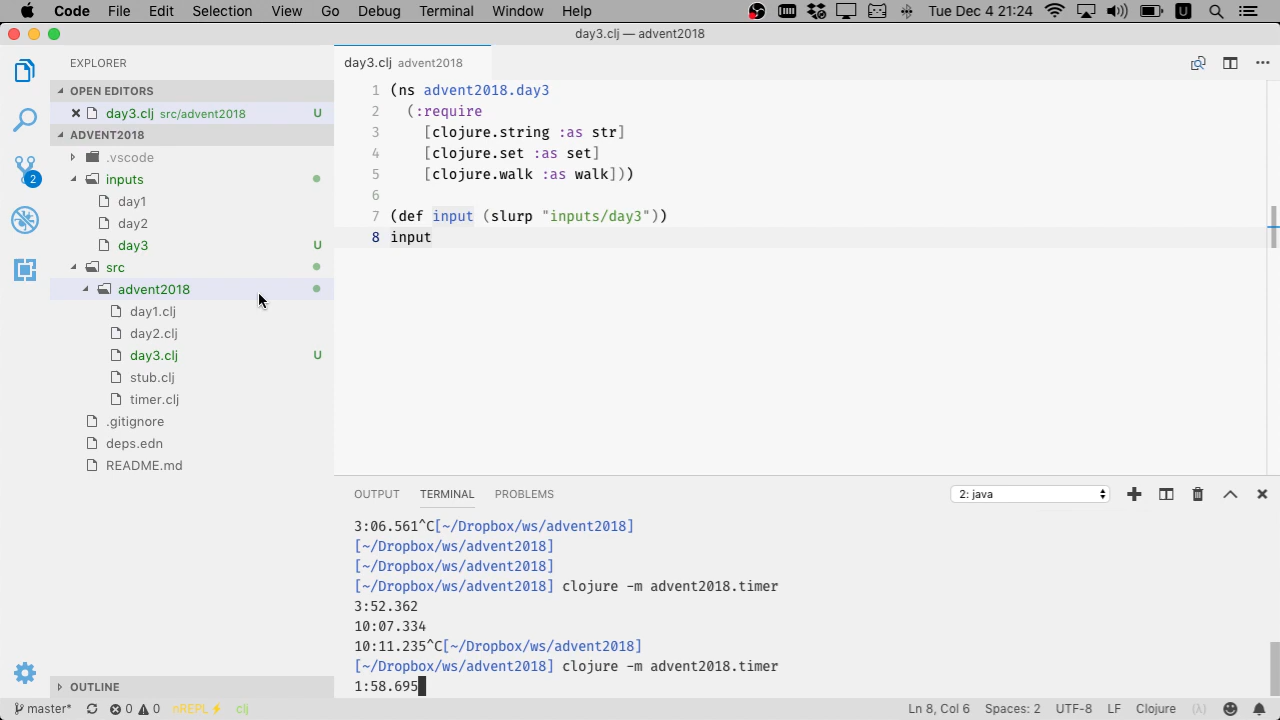 Code File Edit Selection View Go Debug Terminal Window Help Tue Dec 4 21:24 U
day3.clj — advent2018
EXPLORER
OPEN EDITORS
day3.clj src/advent2018 U
ADVENT2018
.vscode
inputs
day1
day2
day3 U
src
advent2018
day1.clj
day2.clj
day3.clj U
stub.clj
timer.clj
.gitignore
deps.edn
README.md
OUTLINE
2
day3.clj advent2018
1 (ns advent2018.day3
2 (:require
3 [clojure.string :as str]
4 [clojure.set :as set]
5 [clojure.walk :as walk]))
6
7 (def input (slurp "inputs/day3"))
8 input
OUTPUT TERMINAL PROBLEMS 2: java
3:06.561^C[~/Dropbox/ws/advent2018]
[~/Dropbox/ws/advent2018]
[~/Dropbox/ws/advent2018]
[~/Dropbox/ws/advent2018] clojure -m advent2018.timer
3:52.362
10:07.334
10:11.235^C[~/Dropbox/ws/advent2018]
[~/Dropbox/ws/advent2018] clojure -m advent2018.timer
1:58.695
master* 0 0 nREPL⚡ clj Ln 8, Col 6 Spaces: 2 UTF-8 LF Clojure (λ)